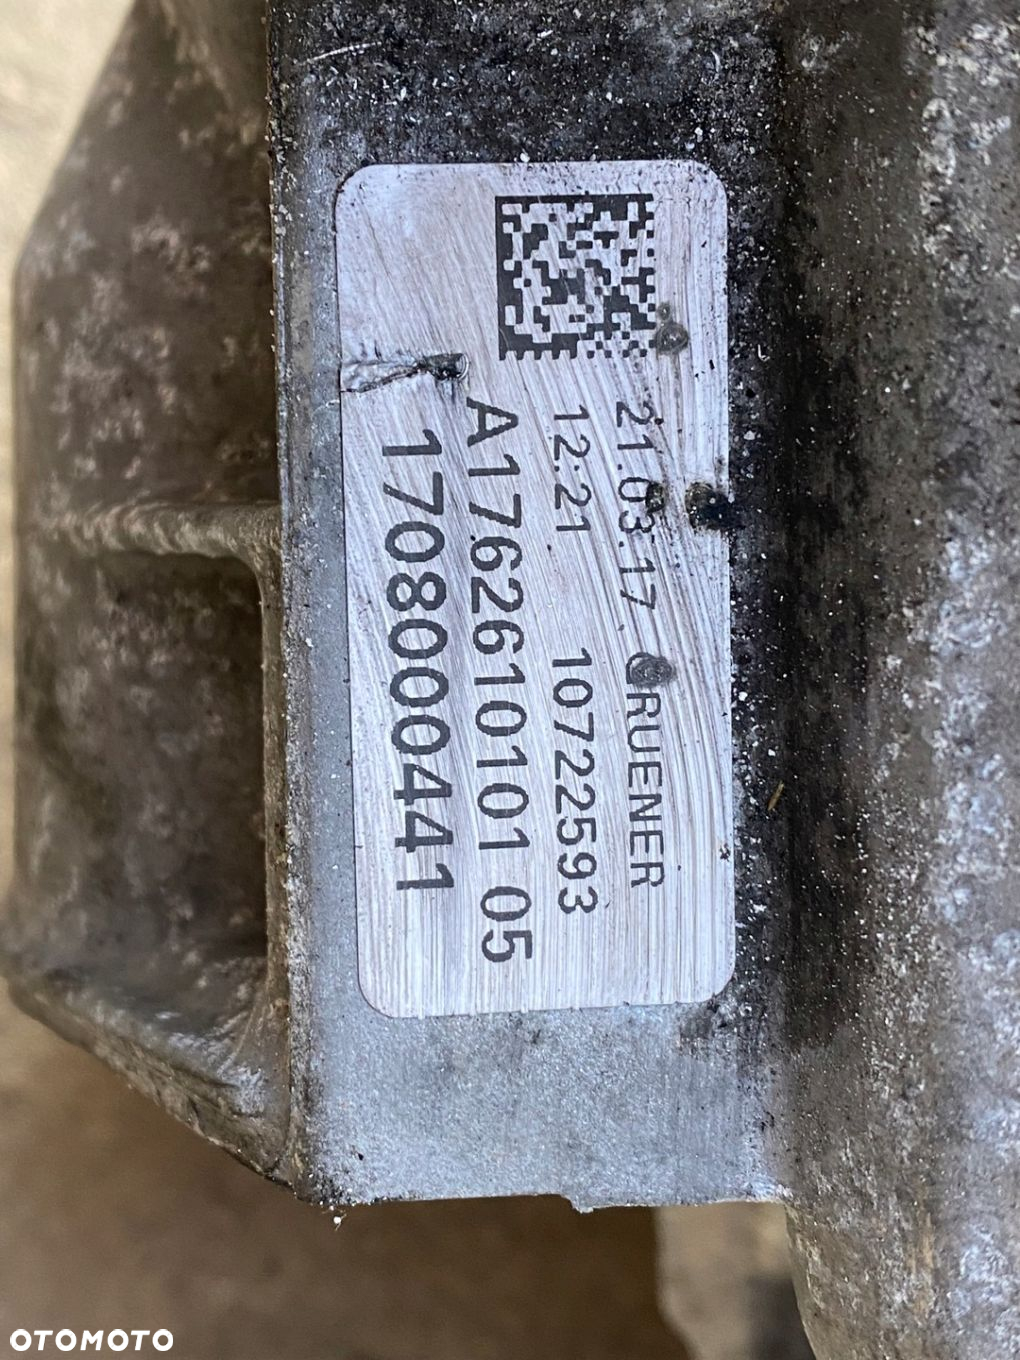 21.03.17 GRUENER
12:21 10722593
A1762610101 05
1708000441
OTOMOTO